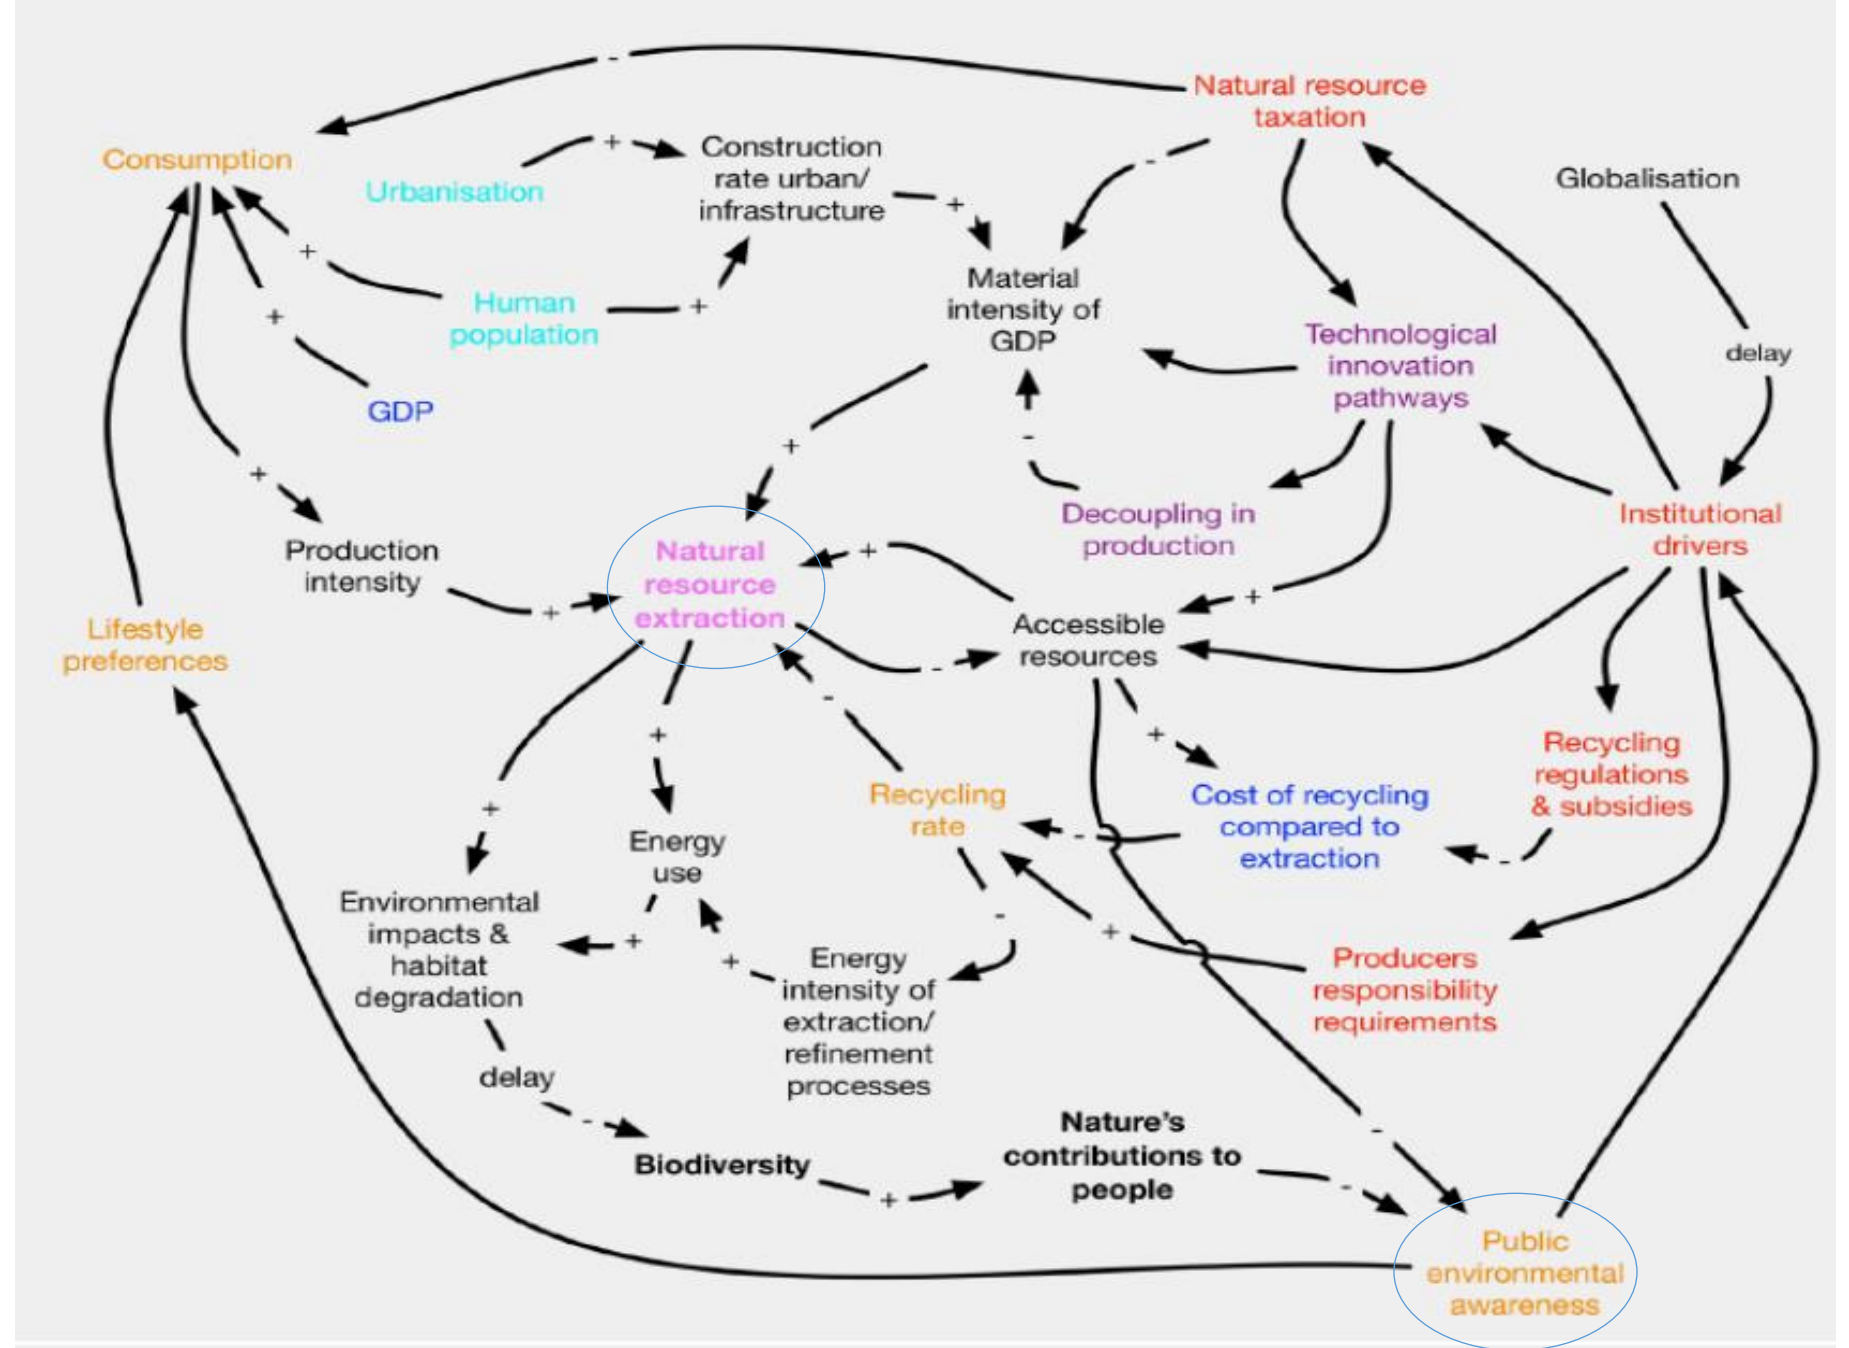 -
Natural resource
taxation
Consumption
Urbanisation
+
Construction
rate urban/
infrastructure
-
Globalisation
+
+
Human
population
+
Material
intensity of
GDP
+
GDP
Technological
innovation
pathways
delay
+
+
-
Decoupling in
production
Institutional
drivers
Production
intensity
+
Natural
resource
extraction
+
+
Accessible
resources
-
Lifestyle
preferences
-
+
+
+
Recycling
rate
Cost of recycling
compared to
extraction
-
Recycling
regulations
& subsidies
-
Energy
use
Environmental
impacts &
habitat
degradation
+
+
-
+
Energy
intensity of
extraction/
refinement
processes
Producers
responsibility
requirements
delay
-
Biodiversity
+
Nature's
contributions to
people
-
-
Public
environmental
awareness